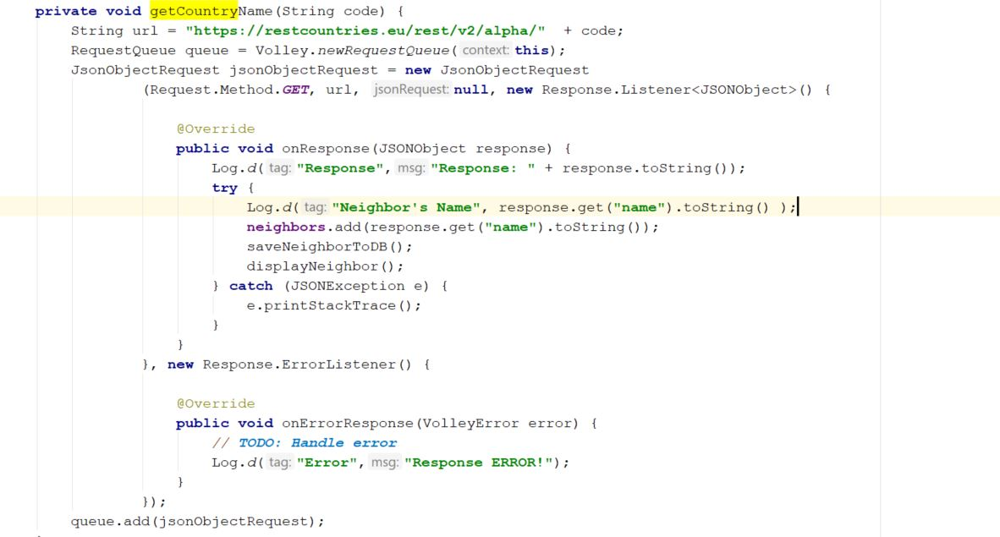 private void getCountryName(String code) {
String url = "https://restcountries.eu/rest/v2/alpha/" + code;
RequestQueue queue = Volley.newRequestQueue( context: this);
JsonObjectRequest jsonObjectRequest = new JsonObjectRequest
(Request.Method.GET, url, jsonRequest: null, new Response.Listener<JSONObject>() {
@Override
public void onResponse(JSONObject response) {
Log.d( tag: "Response", msg: "Response: " + response.toString());
try {
Log.d( tag: "Neighbor's Name", response.get("name").toString() );
neighbors.add(response.get("name").toString());
saveNeighborToDB();
displayNeighbor();
} catch (JSONException e) {
e.printStackTrace();
}
}
}, new Response.ErrorListener() {
@Override
public void onErrorResponse(VolleyError error) {
// TODO: Handle error
Log.d( tag: "Error", msg: "Response ERROR!");
}
});
queue.add(jsonObjectRequest);